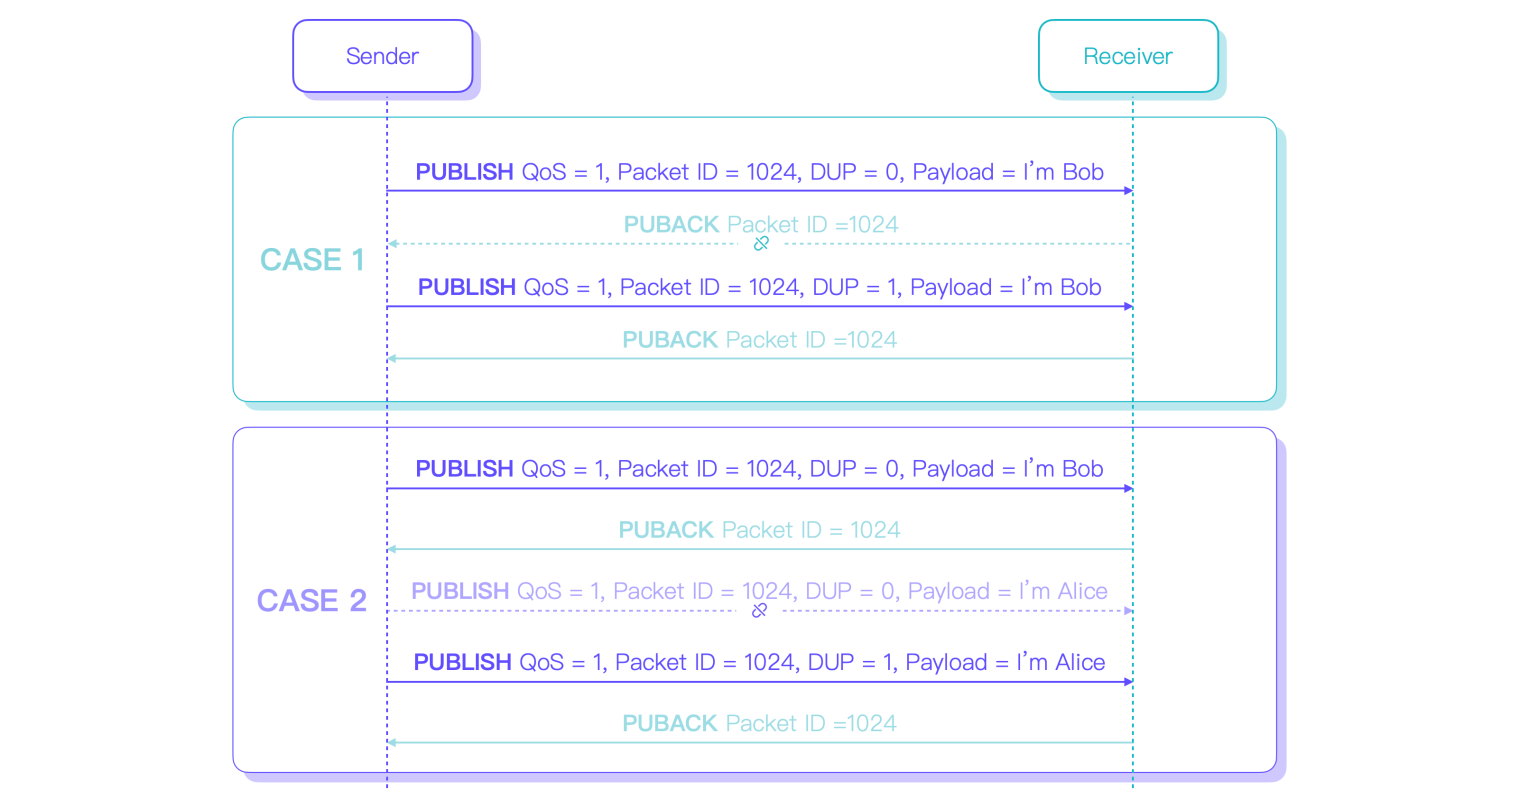 Sender
Receiver
CASE 1
PUBLISH QoS = 1, Packet ID = 1024, DUP = 0, Payload = I’m Bob
PUBACK Packet ID =1024
PUBLISH QoS = 1, Packet ID = 1024, DUP = 1, Payload = I’m Bob
PUBACK Packet ID =1024
CASE 2
PUBLISH QoS = 1, Packet ID = 1024, DUP = 0, Payload = I’m Bob
PUBACK Packet ID = 1024
PUBLISH QoS = 1, Packet ID = 1024, DUP = 0, Payload = I’m Alice
PUBLISH QoS = 1, Packet ID = 1024, DUP = 1, Payload = I’m Alice
PUBACK Packet ID =1024